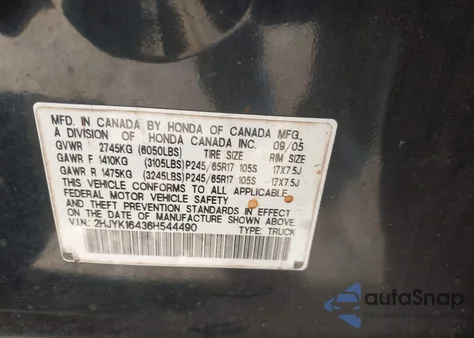 MFD. IN CANADA BY HONDA OF CANADA MFG.
A DIVISION OF HONDA CANADA INC. 09/05
GVWR 2745KG (6050LBS) TIRE SIZE RIM SIZE
GAWR F 1410KG (3105LBS) P245/65R17 105S 17X7.5J
GAWR R 1475KG (3245LBS) P245/65R17 105S 17X7.5J
THIS VEHICLE CONFORMS TO ALL APPLICABLE
FEDERAL MOTOR VEHICLE SAFETY
AND THEFT PREVENTION STANDARDS IN EFFECT
ON THE DATE OF MANUFACTURE SHOWN ABOVE
V.I.N.: 2HJYK16436H544490 TYPE: TRUCK
autoSnap